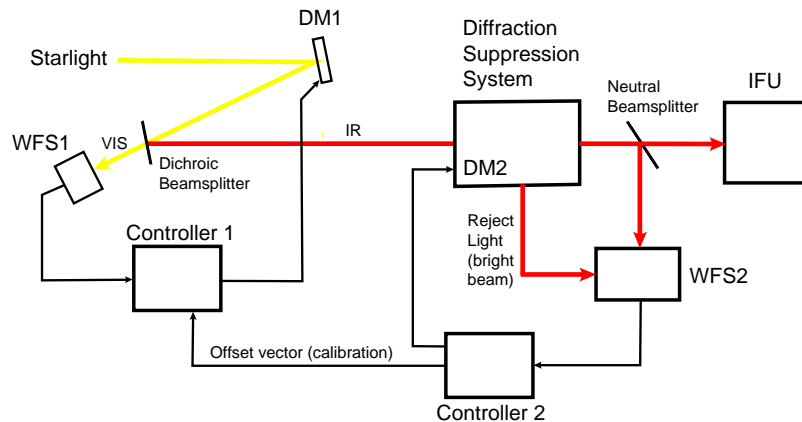 DM1
Starlight
Diffraction
Suppression
System
Neutral
Beamsplitter
IFU
WFS1
VIS
IR
Dichroic
Beamsplitter
DM2
Reject
Light
(bright
beam)
WFS2
Controller 1
Offset vector (calibration)
Controller 2